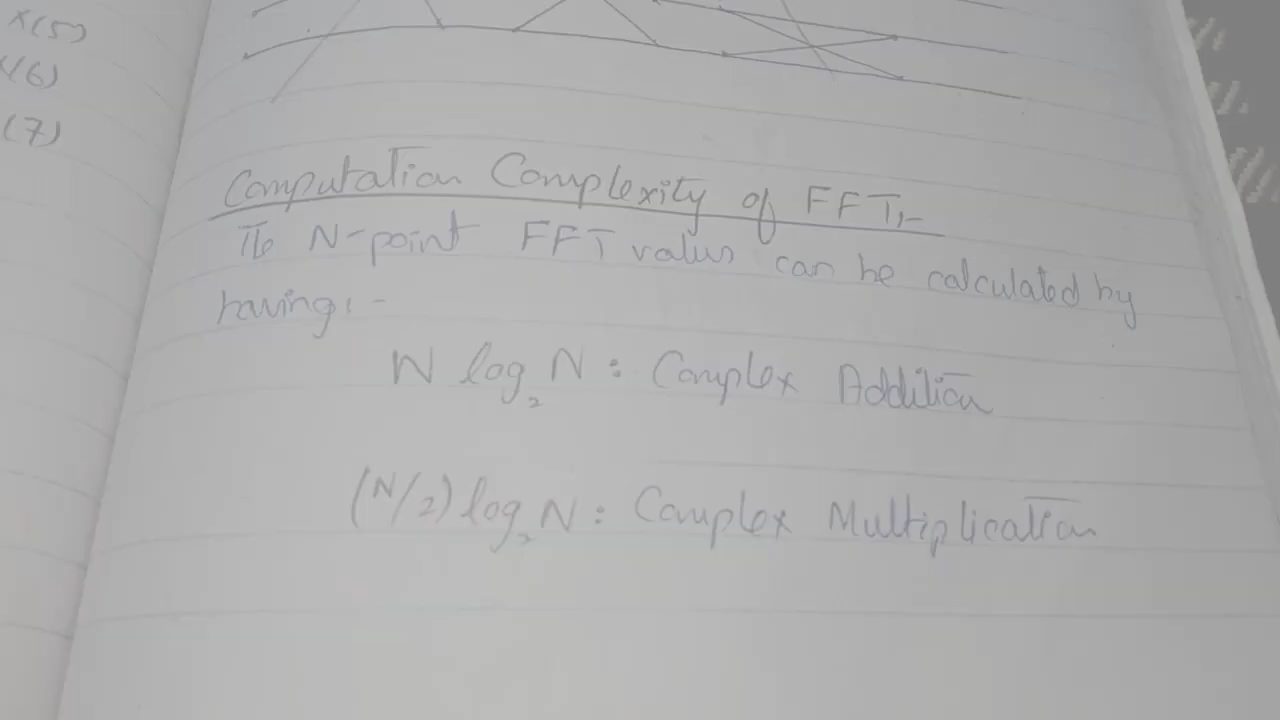 x(5)
(6)
(7)
Computation Complexity of FFT:-
The N-point FFT values can be calculated by
having:-
N log₂ N : Complex Addition
(N/2) log₂ N : Complex Multiplication